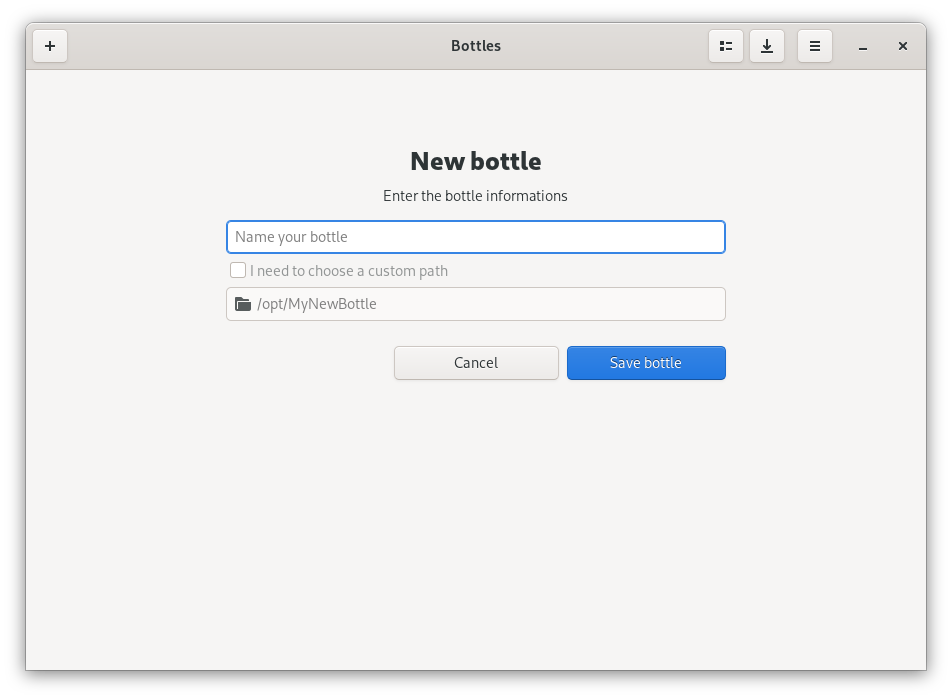 Bottles
New bottle
Enter the bottle informations
Name your bottle
I need to choose a custom path
/opt/MyNewBottle
Cancel
Save bottle